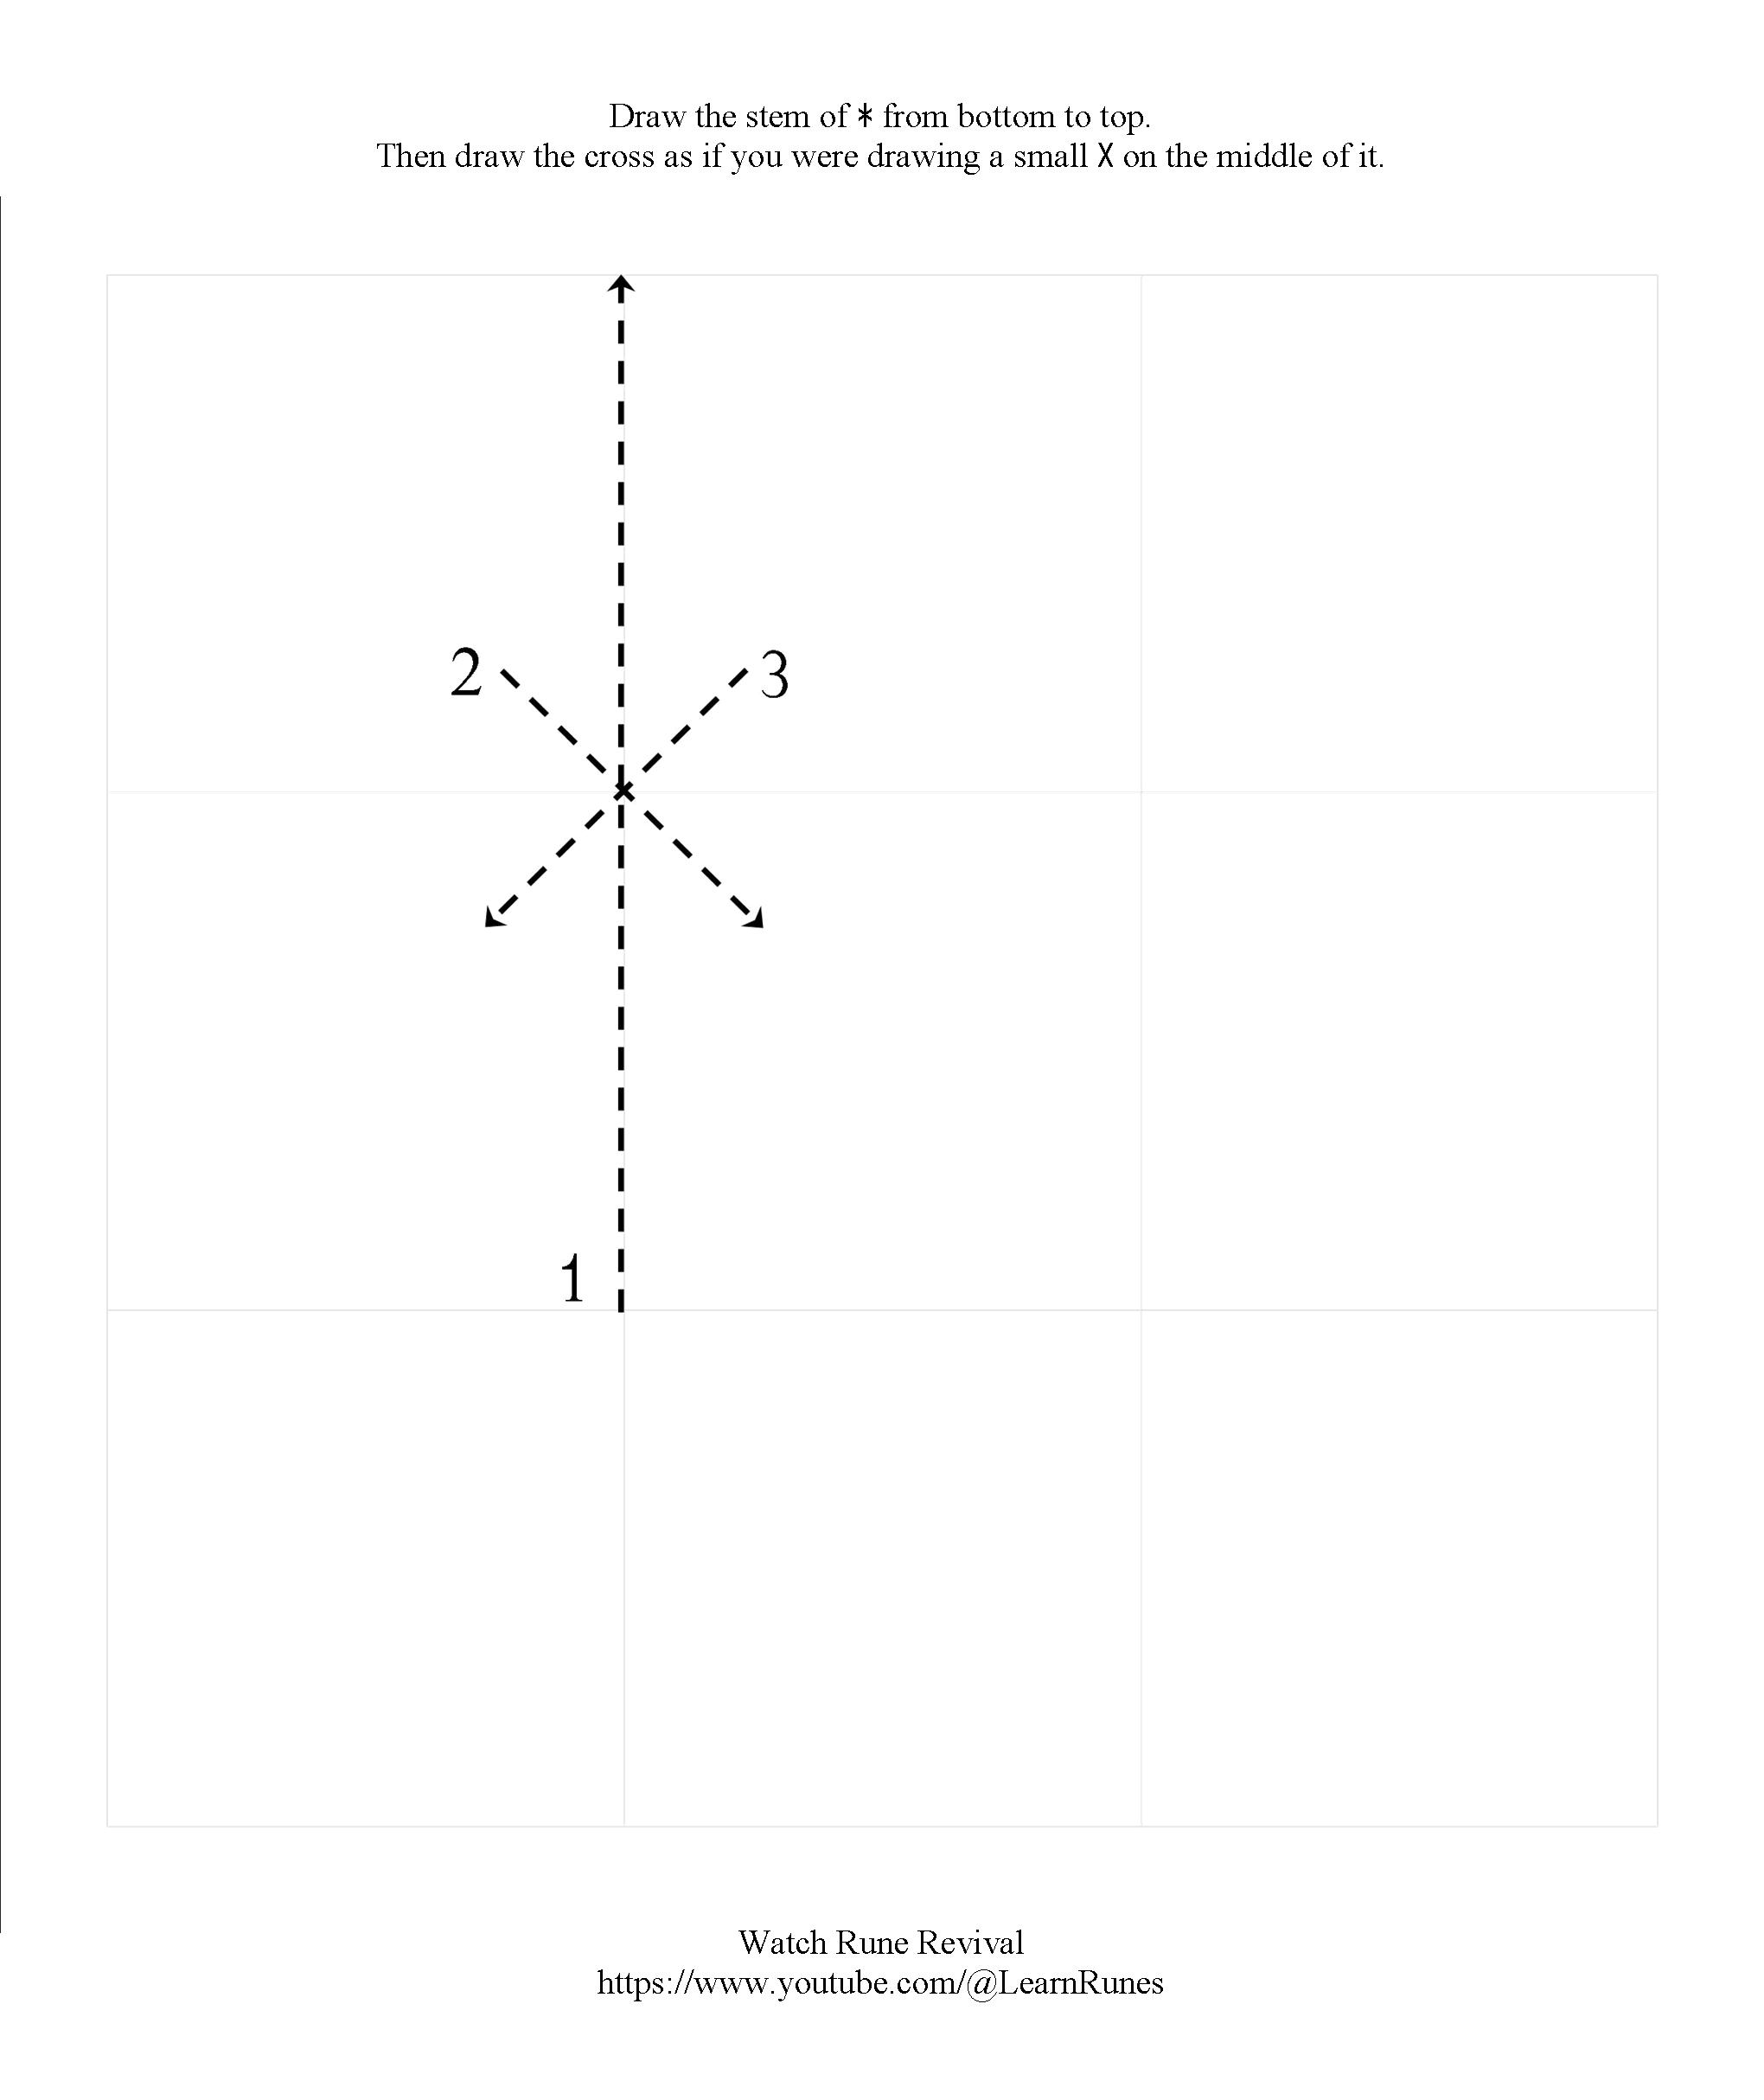 Draw the stem of ᚼ from bottom to top.
Then draw the cross as if you were drawing a small X on the middle of it.
2 3
1
Watch Rune Revival
https://www.youtube.com/@LearnRunes